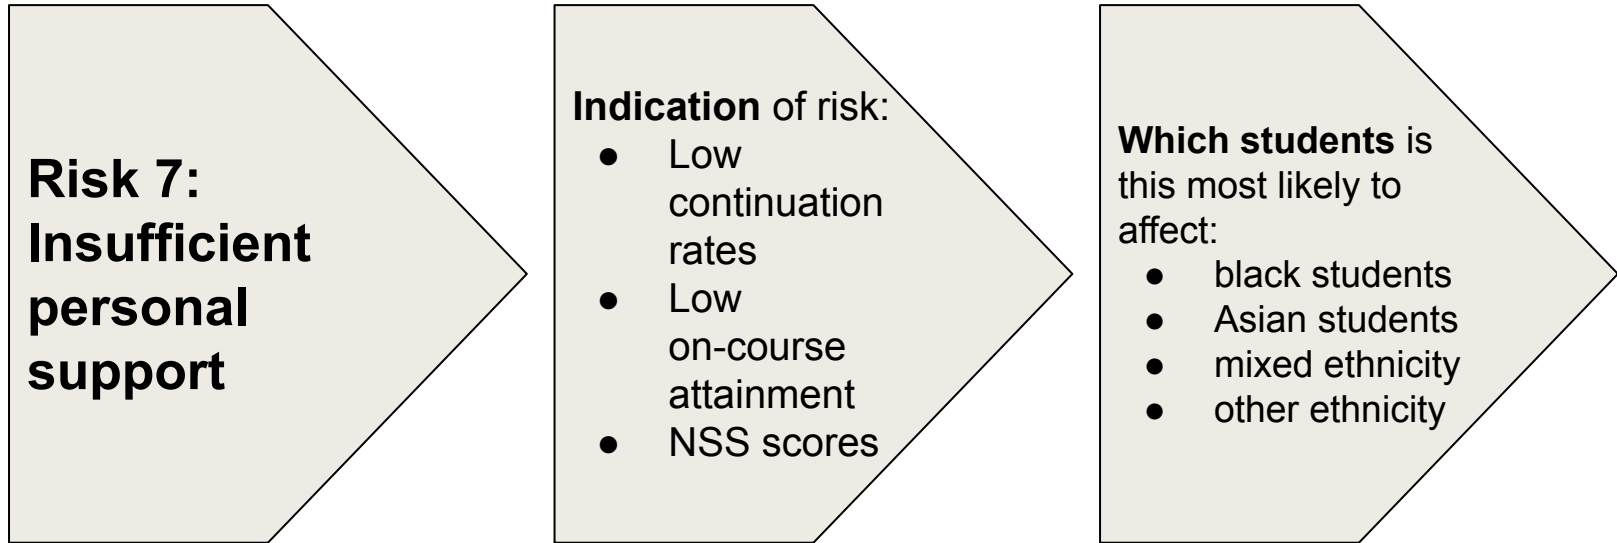 Risk 7:
Insufficient
personal
support
Indication of risk:
● Low
continuation
rates
● Low
on-course
attainment
● NSS scores
Which students is
this most likely to
affect:
● black students
● Asian students
● mixed ethnicity
● other ethnicity